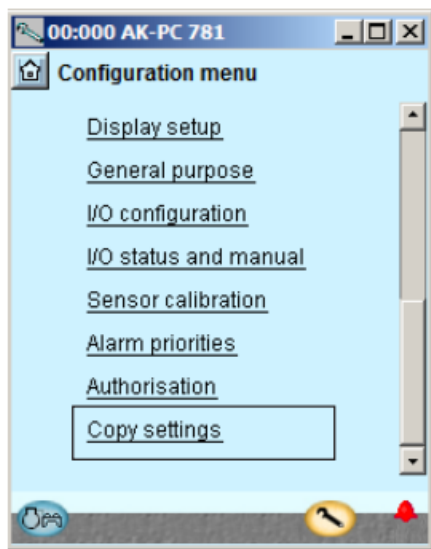 00:000 AK-PC 781
Configuration menu
Display setup
General purpose
I/O configuration
I/O status and manual
Sensor calibration
Alarm priorities
Authorisation
Copy settings